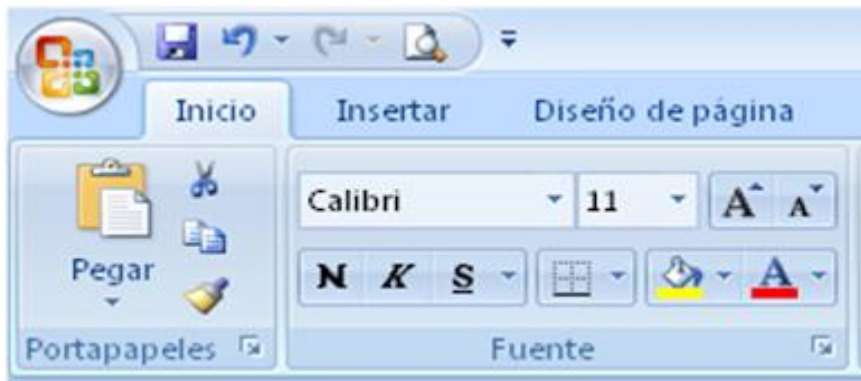 Inicio Insertar Diseño de página
Calibri 11 A A
Pegar N K S A
Portapapeles Fuente